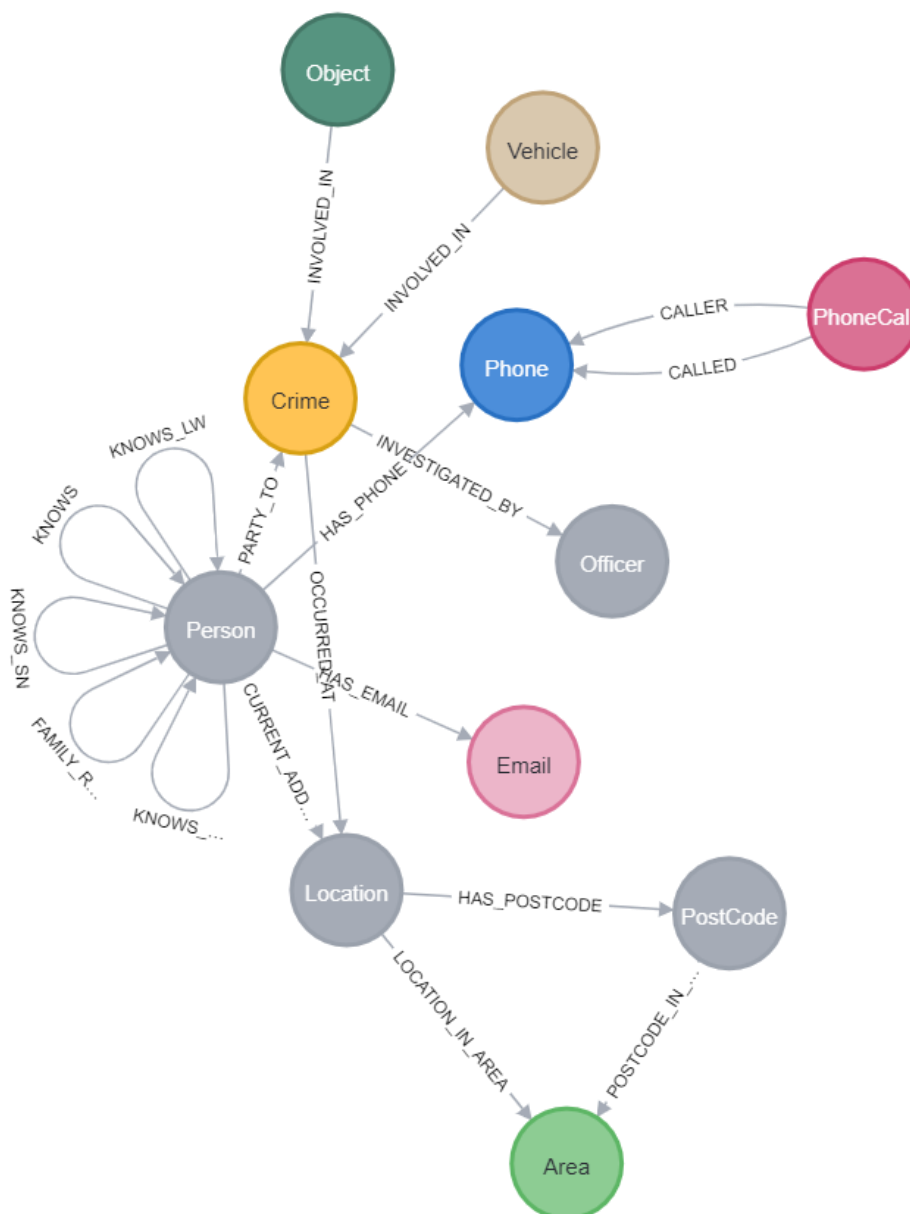 Object
Vehicle
INVOLVED_IN
INVOLVED_IN
PhoneCall
CALLER
Phone
CALLED
Crime
KNOWS_LW
INVESTIGATED_BY
HAS_PHONE
KNOWS
PARTY_TO
Officer
OCCURRED_AT
KNOWS_SN
Person
HAS_EMAIL
CURRENT_ADD...
FAMILY_R...
Email
KNOWS_...
Location
HAS_POSTCODE
PostCode
LOCATION_IN_AREA
POSTCODE_IN_...
Area